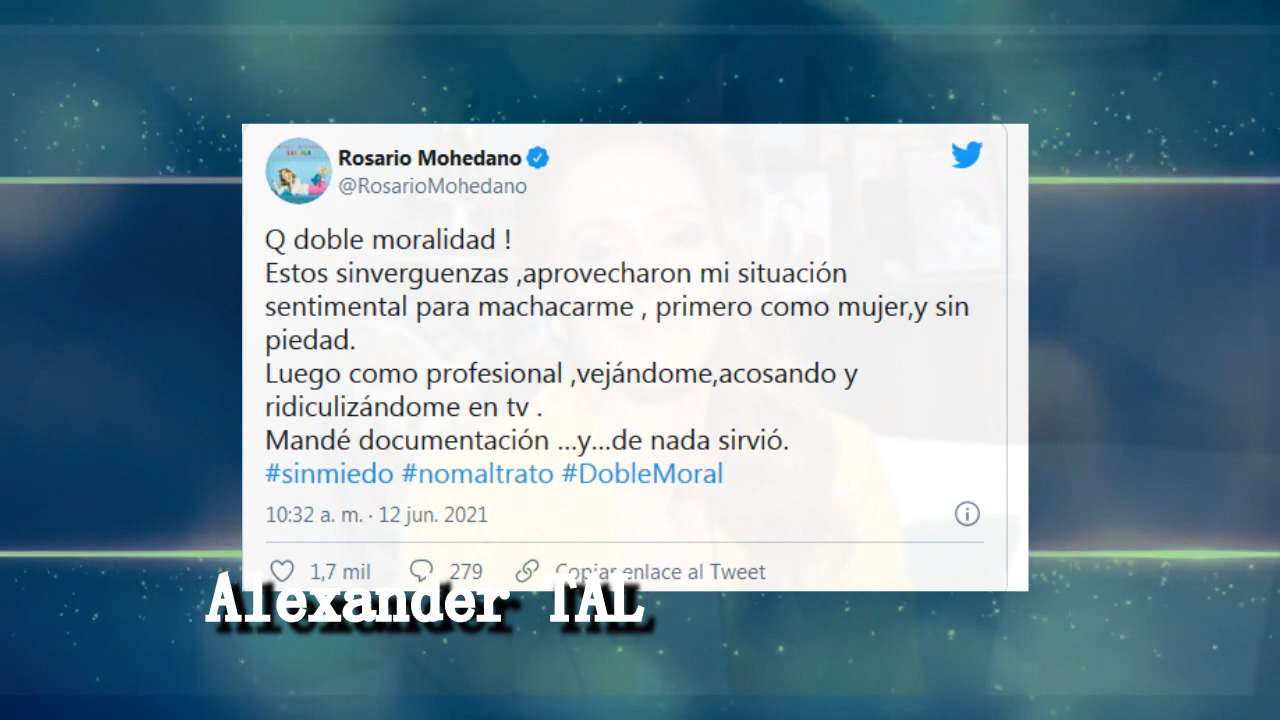 Rosario Mohedano
@RosarioMohedano
Q doble moralidad !
Estos sinverguenzas ,aprovecharon mi situación
sentimental para machacarme , primero como mujer,y sin
piedad.
Luego como profesional ,vejándome,acosando y
ridiculizándome en tv .
Mandé documentación ...y...de nada sirvió.
#sinmiedo #nomaltrato #DobleMoral
10:32 a. m. · 12 jun. 2021
1,7 mil 279 Copiar enlace al Tweet
Alexander TAL